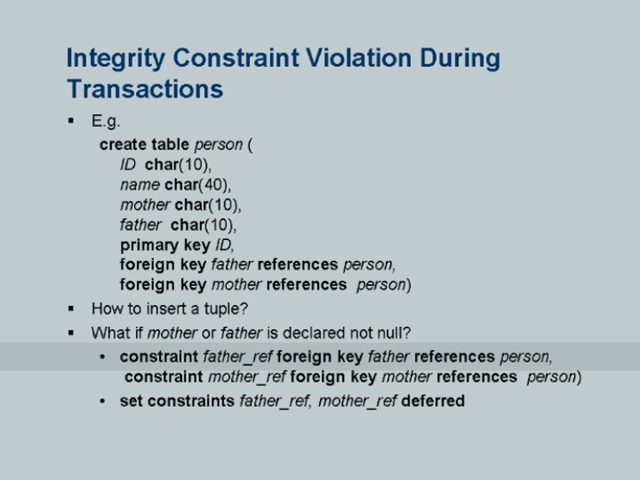 Integrity Constraint Violation During
Transactions
▪ E.g.
create table person (
ID char(10),
name char(40),
mother char(10),
father char(10),
primary key ID,
foreign key father references person,
foreign key mother references person)
▪ How to insert a tuple?
▪ What if mother or father is declared not null?
• constraint father_ref foreign key father references person,
constraint mother_ref foreign key mother references person)
• set constraints father_ref, mother_ref deferred